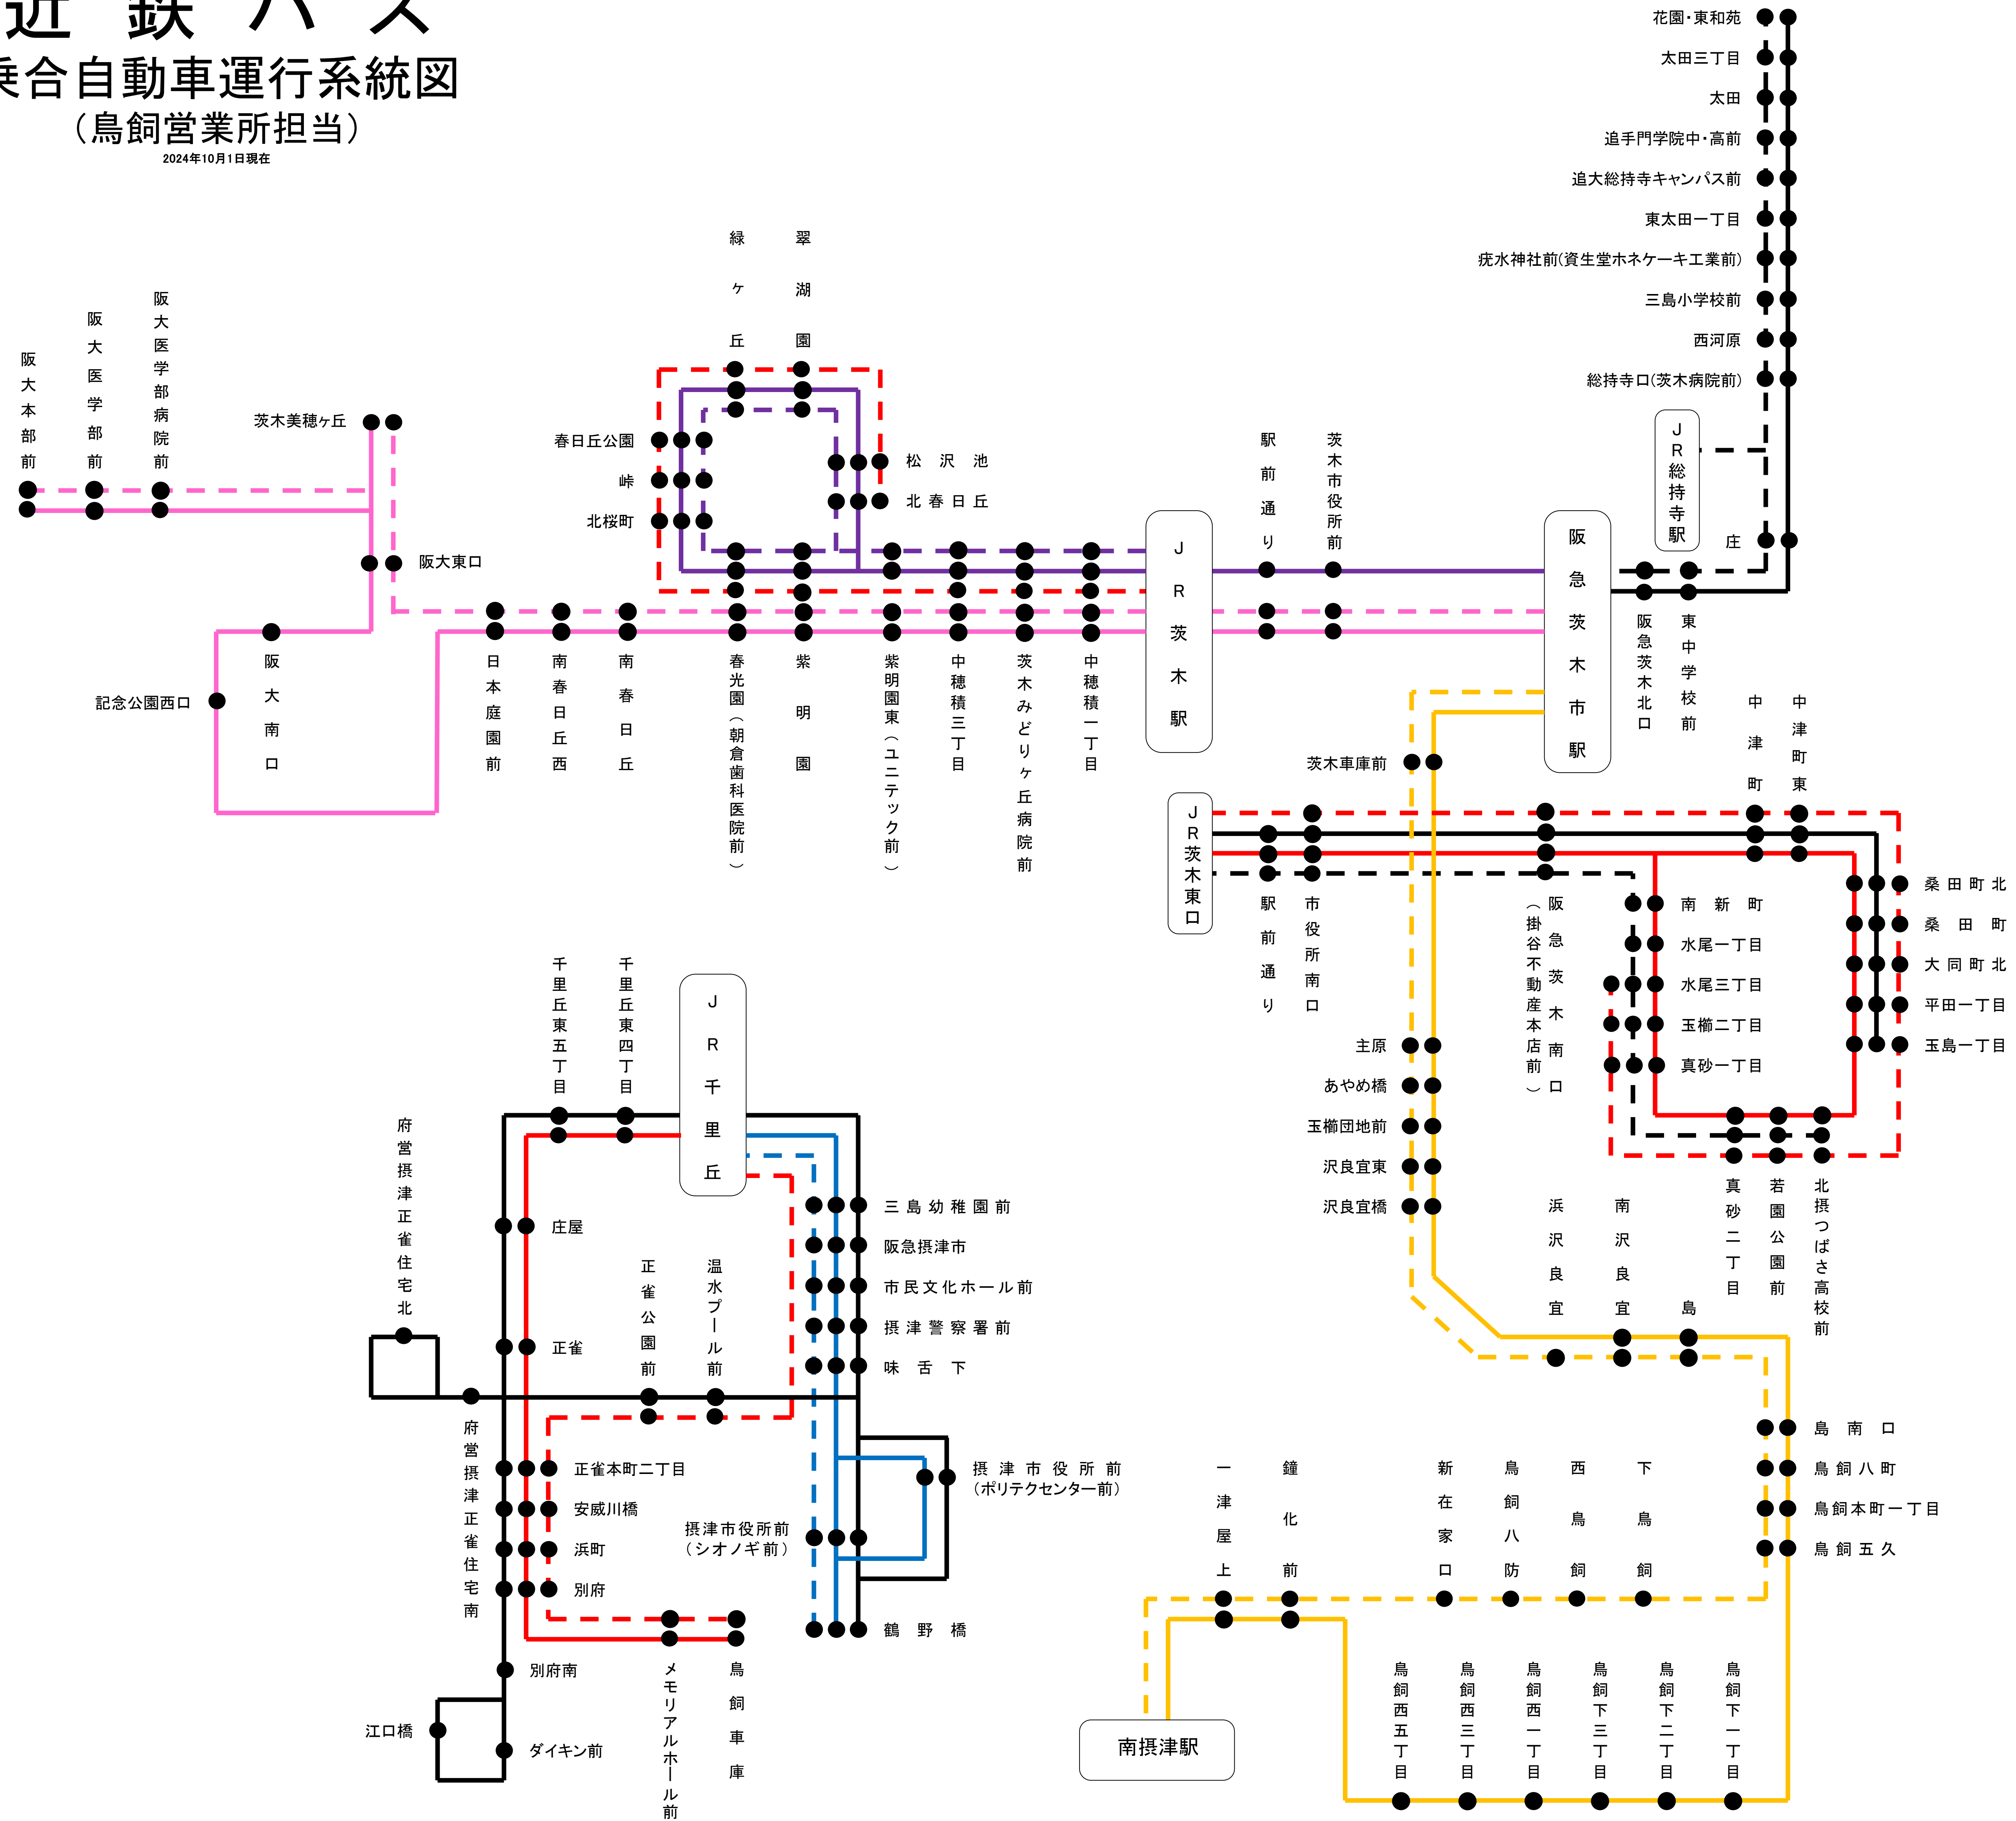 近鉄バス
乗合自動車運行系統図
（鳥飼営業所担当）
2024年10月1日現在
花園・東和苑
太田三丁目
太田
追手門学院中・高前
追大総持寺キャンパス前
東太田一丁目
疣水神社前(資生堂ホネケーキ工業前)
三島小学校前
西河原
総持寺口(茨木病院前)
JR総持寺駅
庄
緑ヶ丘
翠湖園
阪大本部前
阪大医学部前
阪大医学部病院前
茨木美穂ヶ丘
阪大東口
春日丘公園
峠
北桜町
松沢池
北春日丘
駅前通り
茨木市役所前
JR茨木駅
阪急茨木市駅
阪急茨木北口
東中学校前
記念公園西口
阪大南口
日本庭園前
南春日丘西
南春日丘
春光園（朝倉歯科医院前）
紫明園
紫明園東（ユニテック前）
中穂積三丁目
茨木みどりヶ丘病院前
中穂積一丁目
中津町
中津町東
茨木車庫前
JR茨木東口
駅前通り
市役所南口
阪急茨木南口
（掛谷不動産本店前）
南新町
水尾一丁目
水尾三丁目
玉櫛二丁目
真砂一丁目
桑田町北
桑田町
大同町北
平田一丁目
玉島一丁目
真砂二丁目
若園公園前
北摂つばさ高校前
主原
あやめ橋
玉櫛団地前
沢良宜東
沢良宜橋
浜沢良宜
南沢良宜
島
島南口
鳥飼八町
鳥飼本町一丁目
鳥飼五久
一津屋上
鐘化前
新在家口
鳥飼八防
西鳥飼
下鳥飼
鳥飼西五丁目
鳥飼西三丁目
鳥飼西一丁目
鳥飼下三丁目
鳥飼下二丁目
鳥飼下一丁目
南摂津駅
千里丘東五丁目
千里丘東四丁目
JR千里丘
府営摂津正雀住宅北
庄屋
正雀
正雀公園前
温水プール前
三島幼稚園前
阪急摂津市
市民文化ホール前
摂津警察署前
味舌下
府営摂津正雀住宅南
正雀本町二丁目
安威川橋
浜町
別府
摂津市役所前
（シオノギ前）
摂津市役所前
（ポリテクセンター前）
鶴野橋
別府南
江口橋
ダイキン前
メモリアルホール前
鳥飼車庫